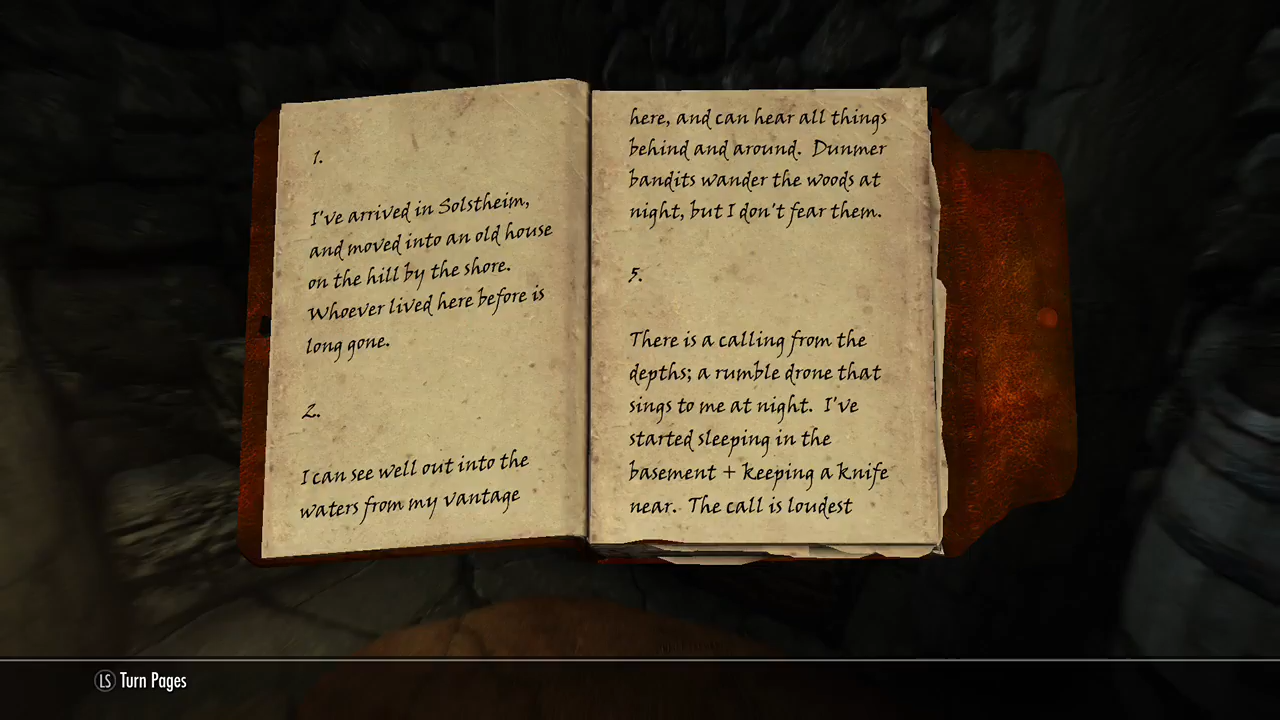 1.
I've arrived in Solstheim,
and moved into an old house
on the hill by the shore.
Whoever lived here before is
long gone.
2.
I can see well out into the
waters from my vantage
here, and can hear all things
behind and around. Dunmer
bandits wander the woods at
night, but I don't fear them.
5.
There is a calling from the
depths; a rumble drone that
sings to me at night. I've
started sleeping in the
basement + keeping a knife
near. The call is loudest
LS Turn Pages